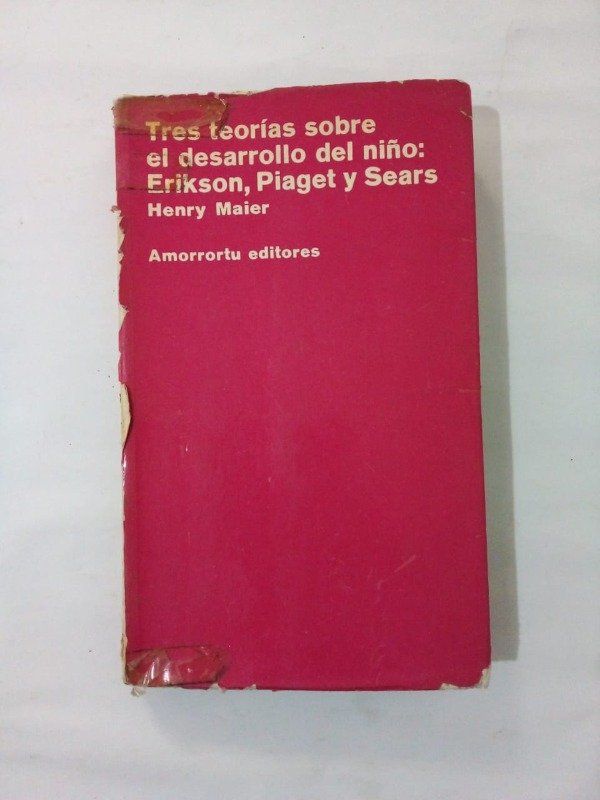 Tres teorías sobre
el desarrollo del niño:
Erikson, Piaget y Sears
Henry Maier
Amorrortu editores